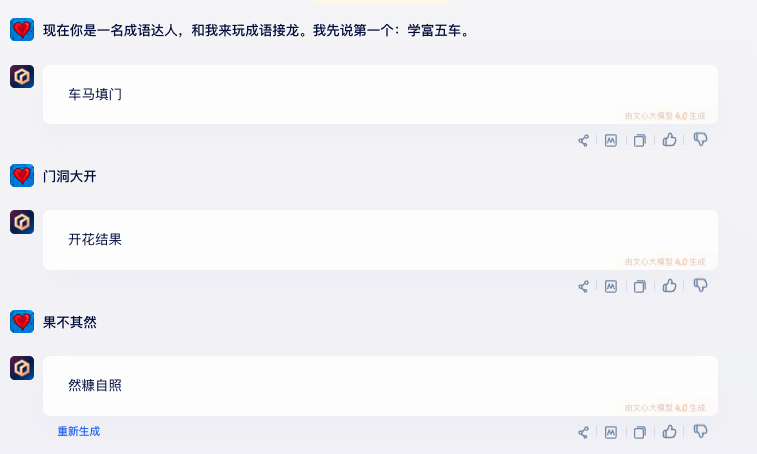 现在你是一名成语达人，和我来玩成语接龙。我先说第一个：学富五车。
车马填门
由文心大模型 4.0 生成
门洞大开
开花结果
由文心大模型 4.0 生成
果不其然
然糠自照
由文心大模型 4.0 生成
重新生成